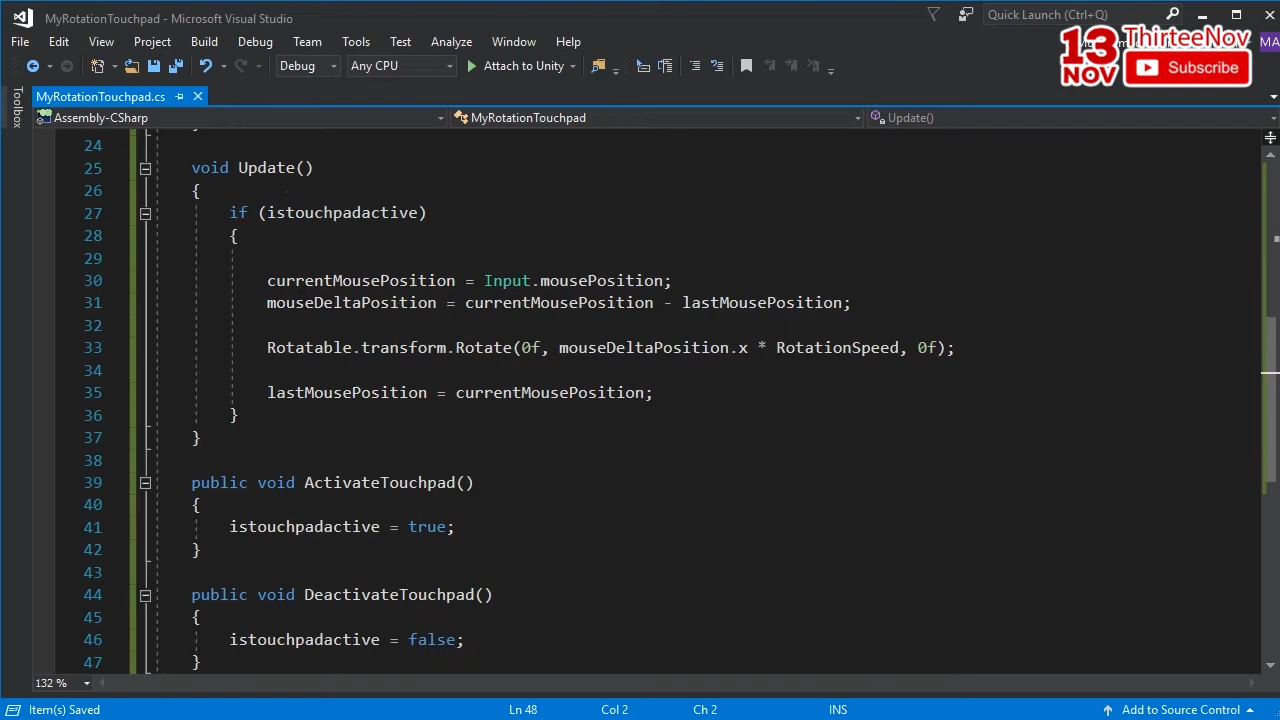 MyRotationTouchpad - Microsoft Visual Studio
Quick Launch (Ctrl+Q)
File Edit View Project Build Debug Team Tools Test Analyze Window Help
MA
13
NOV
ThirteeNov
Subscribe
Debug
Any CPU
Attach to Unity
Toolbox
MyRotationTouchpad.cs
Assembly-CSharp
MyRotationTouchpad
Update()
24
25 void Update()
26 {
27 if (istouchpadactive)
28 {
29
30 currentMousePosition = Input.mousePosition;
31 mouseDeltaPosition = currentMousePosition - lastMousePosition;
32
33 Rotatable.transform.Rotate(0f, mouseDeltaPosition.x * RotationSpeed, 0f);
34
35 lastMousePosition = currentMousePosition;
36 }
37 }
38
39 public void ActivateTouchpad()
40 {
41 istouchpadactive = true;
42 }
43
44 public void DeactivateTouchpad()
45 {
46 istouchpadactive = false;
47 }
132 %
Item(s) Saved
Ln 48 Col 2 Ch 2 INS
Add to Source Control